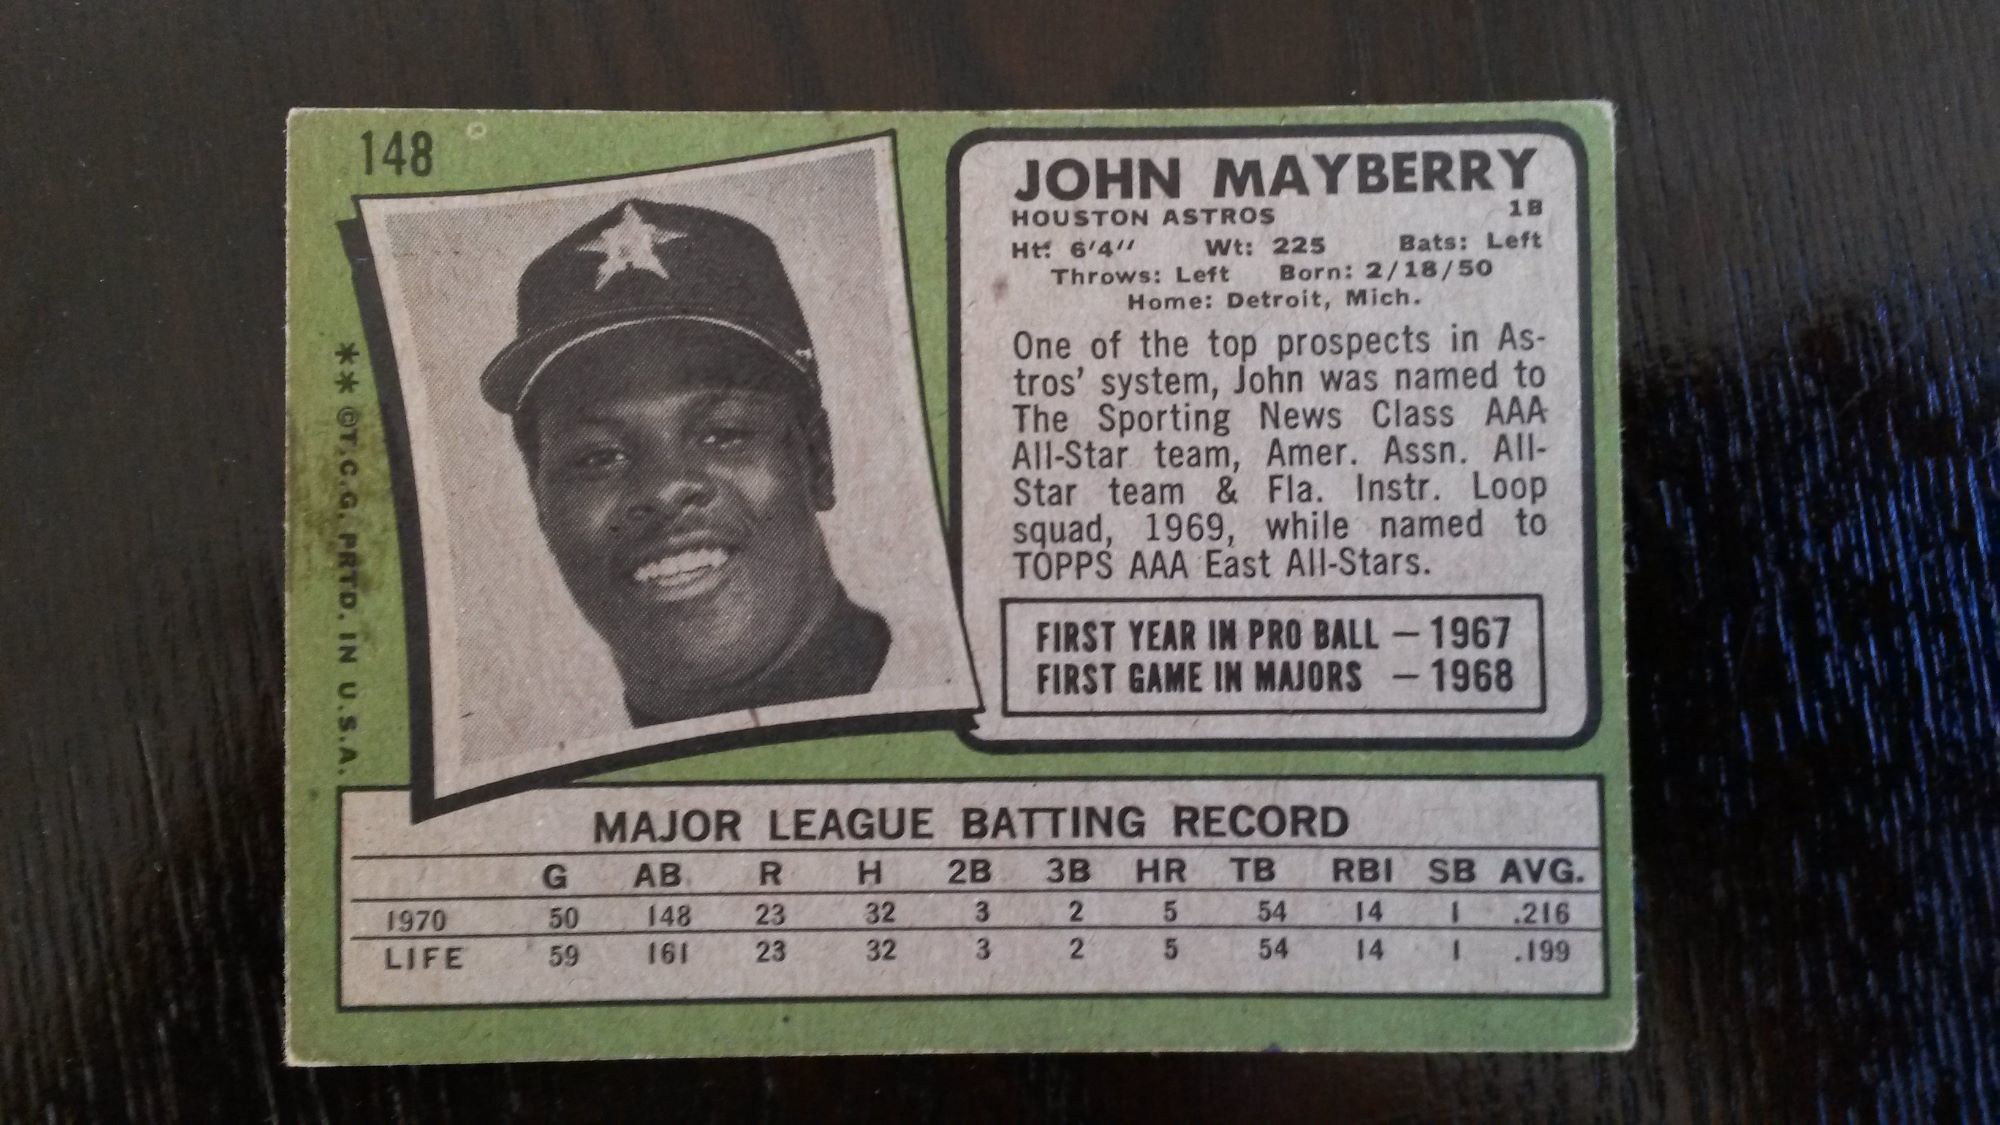 148
JOHN MAYBERRY
HOUSTON ASTROS 1B
Ht: 6'4" Wt: 225 Bats: Left
Throws: Left Born: 2/18/50
Home: Detroit, Mich.
One of the top prospects in As-
tros' system, John was named to
The Sporting News Class AAA
All-Star team, Amer. Assn. All-
Star team & Fla. Instr. Loop
squad, 1969, while named to
TOPPS AAA East All-Stars.
FIRST YEAR IN PRO BALL – 1967
FIRST GAME IN MAJORS – 1968
** ©T.C.G. PRTD. IN U.S.A.
MAJOR LEAGUE BATTING RECORD
G AB R H 2B 3B HR TB RBI SB AVG.
1970 50 148 23 32 3 2 5 54 14 1 .216
LIFE 59 161 23 32 3 2 5 54 14 1 .199